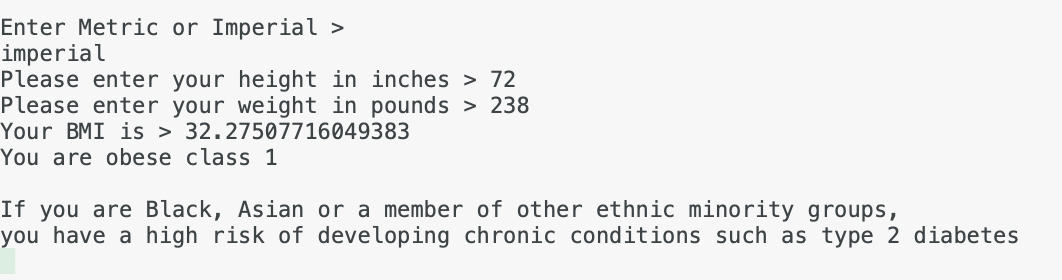 Enter Metric or Imperial >
imperial
Please enter your height in inches > 72
Please enter your weight in pounds > 238
Your BMI is > 32.27507716049383
You are obese class 1
If you are Black, Asian or a member of other ethnic minority groups,
you have a high risk of developing chronic conditions such as type 2 diabetes